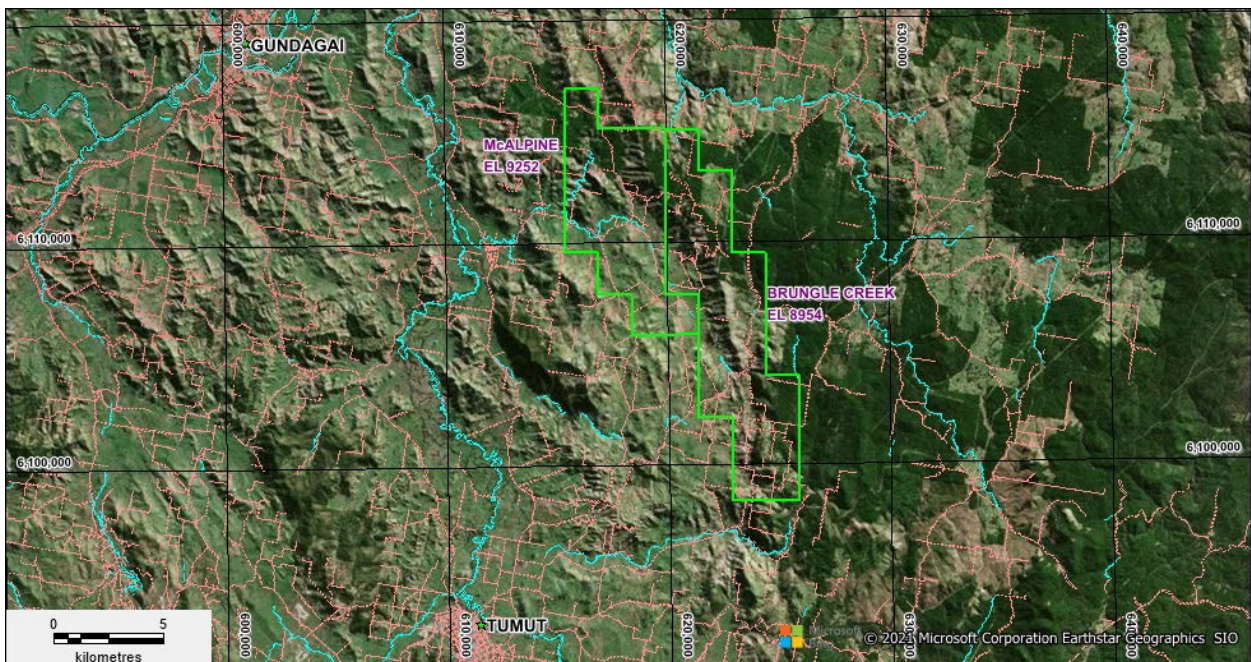 600,000
610,000
620,000
630,000
640,000
GUNDAGAI
McALPINE
EL 9252
6,110,000
6,110,000
BRUNGLE CREEK
EL 8954
6,100,000
6,100,000
0 5
kilometres
600,000
610,000
TUMUT
620,000
630,000
640,000
Microsoft
© 2021 Microsoft Corporation Earthstar Geographics SIO